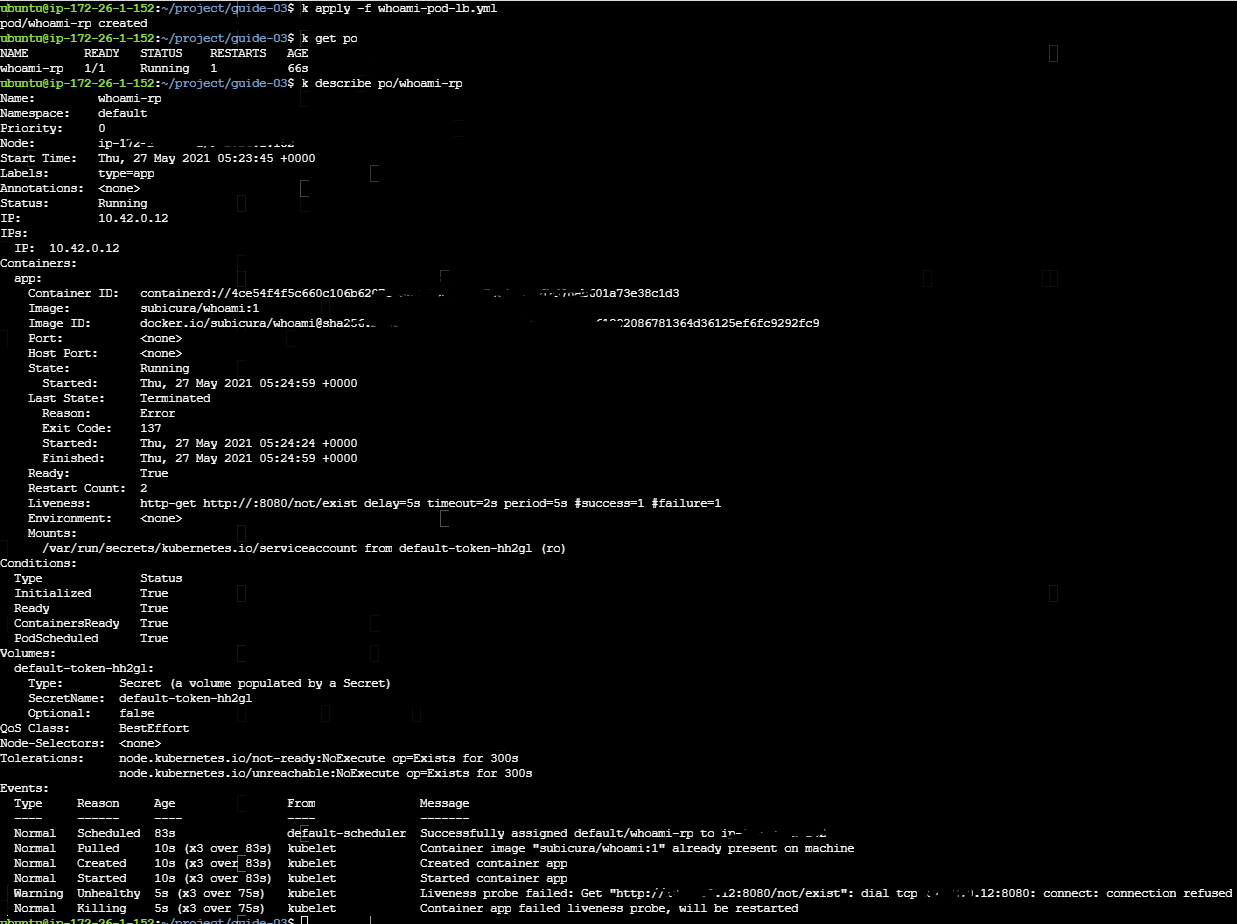 ubuntu@ip-172-26-1-152:~/project/guide-03$ k apply -f whoami-pod-lb.yml
pod/whoami-rp created
ubuntu@ip-172-26-1-152:~/project/guide-03$ k get po
NAME        READY   STATUS    RESTARTS   AGE
whoami-rp   1/1     Running   1          66s
ubuntu@ip-172-26-1-152:~/project/guide-03$ k describe po/whoami-rp
Name:         whoami-rp
Namespace:    default
Priority:     0
Node:         ip-172-
Start Time:   Thu, 27 May 2021 05:23:45 +0000
Labels:       type=app
Annotations:  <none>
Status:       Running
IP:           10.42.0.12
IPs:
  IP:  10.42.0.12
Containers:
  app:
    Container ID:   containerd://4ce54f4f5c660c106b62 601a73e38c1d3
    Image:          subicura/whoami:1
    Image ID:       docker.io/subicura/whoami@sha256: 2086781364d36125ef6fc9292fc9
    Port:           <none>
    Host Port:      <none>
    State:          Running
      Started:      Thu, 27 May 2021 05:24:59 +0000
    Last State:     Terminated
      Reason:       Error
      Exit Code:    137
      Started:      Thu, 27 May 2021 05:24:24 +0000
      Finished:     Thu, 27 May 2021 05:24:59 +0000
    Ready:          True
    Restart Count:  2
    Liveness:       http-get http://:8080/not/exist delay=5s timeout=2s period=5s #success=1 #failure=1
    Environment:    <none>
    Mounts:
      /var/run/secrets/kubernetes.io/serviceaccount from default-token-hh2gl (ro)
Conditions:
  Type              Status
  Initialized       True
  Ready             True
  ContainersReady   True
  PodScheduled      True
Volumes:
  default-token-hh2gl:
    Type:        Secret (a volume populated by a Secret)
    SecretName:  default-token-hh2gl
    Optional:    false
QoS Class:       BestEffort
Node-Selectors:  <none>
Tolerations:     node.kubernetes.io/not-ready:NoExecute op=Exists for 300s
                 node.kubernetes.io/unreachable:NoExecute op=Exists for 300s
Events:
  Type     Reason     Age                From               Message
  ----     ------     ----               ----               -------
  Normal   Scheduled  83s                default-scheduler  Successfully assigned default/whoami-rp to ip-
  Normal   Pulled     10s (x3 over 83s)  kubelet            Container image "subicura/whoami:1" already present on machine
  Normal   Created    10s (x3 over 83s)  kubelet            Created container app
  Normal   Started    10s (x3 over 83s)  kubelet            Started container app
  Warning  Unhealthy  5s (x3 over 75s)   kubelet            Liveness probe failed: Get "http:// .12:8080/not/exist": dial tcp .12:8080: connect: connection refused
  Normal   Killing    5s (x3 over 75s)   kubelet            Container app failed liveness probe, will be restarted
ubuntu@ip-172-26-1-152:~/project/guide-03$